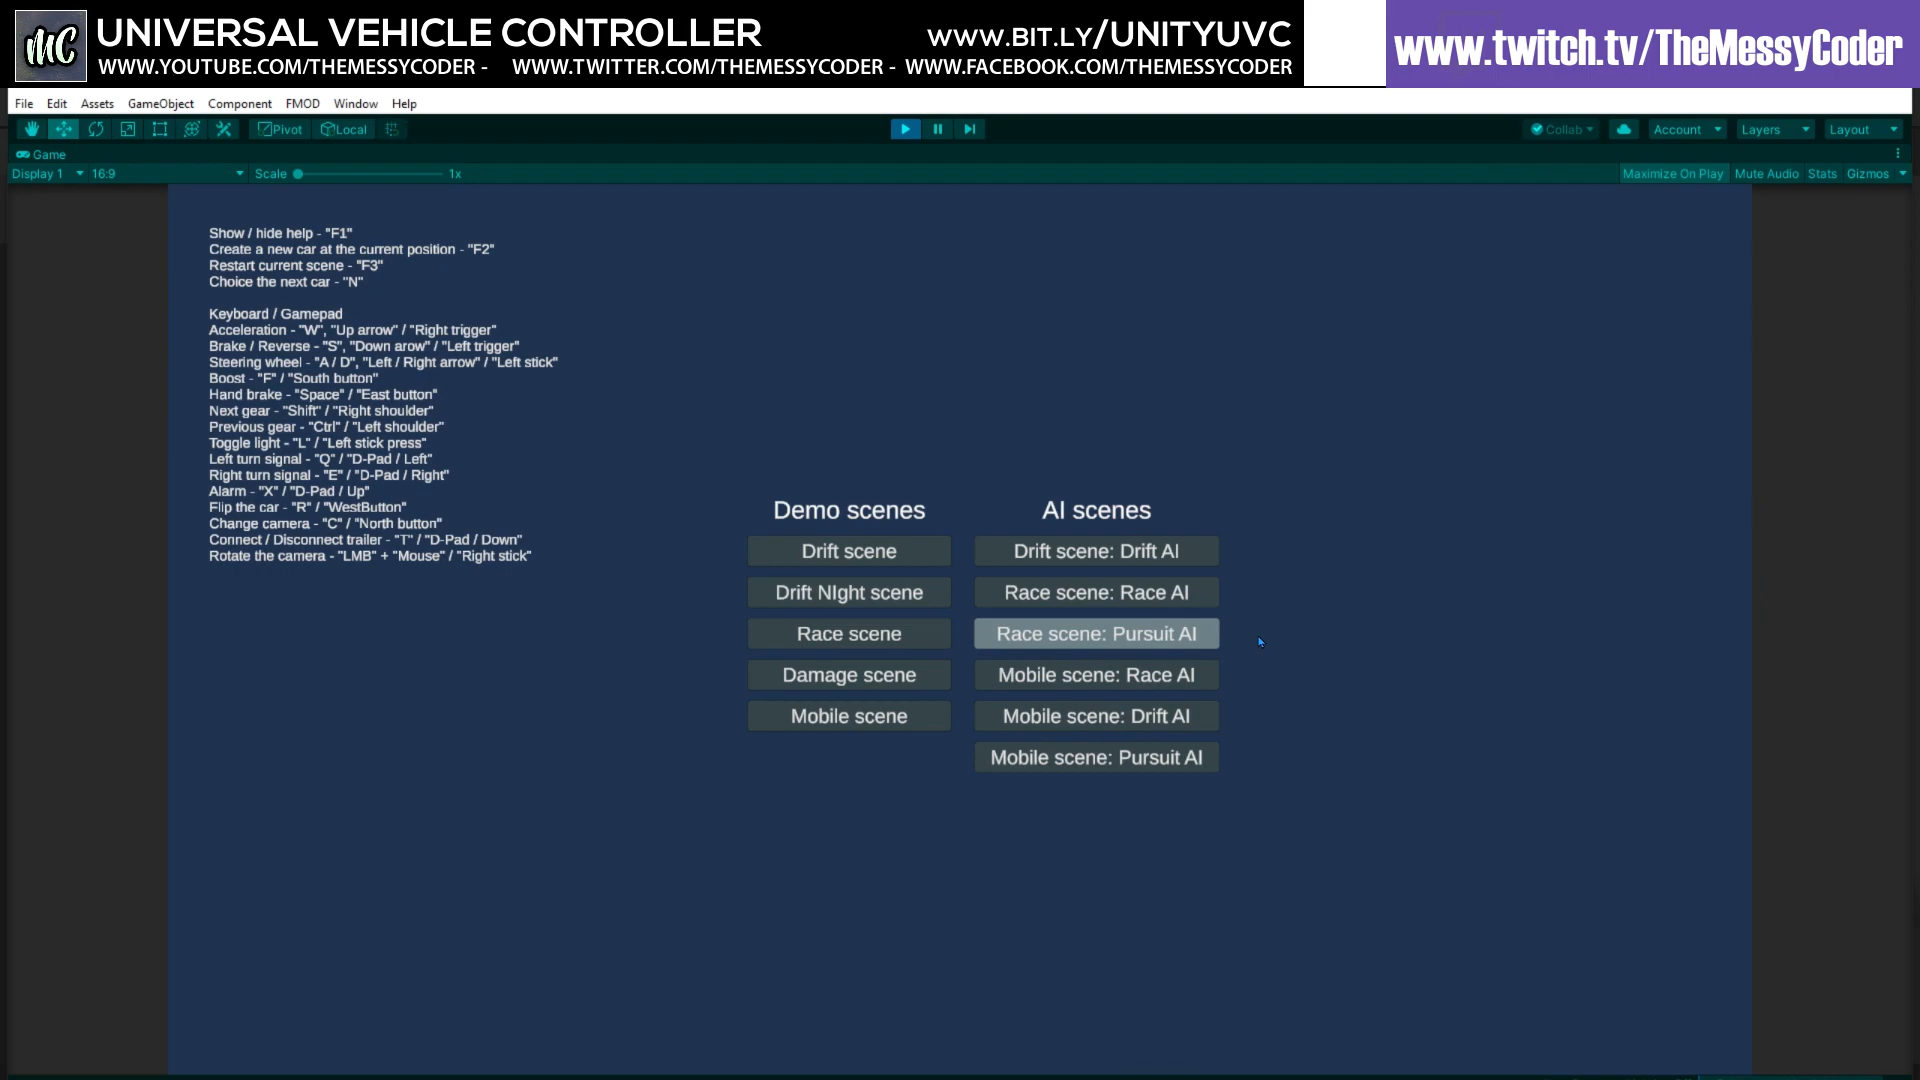 MC
UNIVERSAL VEHICLE CONTROLLER
WWW.BIT.LY/UNITYUVC
WWW.YOUTUBE.COM/THEMESSYCODER - WWW.TWITTER.COM/THEMESSYCODER - WWW.FACEBOOK.COM/THEMESSYCODER
www.twitch.tv/TheMessyCoder
File Edit Assets GameObject Component FMOD Window Help
Pivot Local Collab Account Layers Layout
Game
Display 1 16:9 Scale 1x Maximize On Play Mute Audio Stats Gizmos
Show / hide help - "F1"
Create a new car at the current position - "F2"
Restart current scene - "F3"
Choice the next car - "N"
Keyboard / Gamepad
Acceleration - "W", "Up arrow" / "Right trigger"
Brake / Reverse - "S", "Down arow" / "Left trigger"
Steering wheel - "A / D", "Left / Right arrow" / "Left stick"
Boost - "F" / "South button"
Hand brake - "Space" / "East button"
Next gear - "Shift" / "Right shoulder"
Previous gear - "Ctrl" / "Left shoulder"
Toggle light - "L" / "Left stick press"
Left turn signal - "Q" / "D-Pad / Left"
Right turn signal - "E" / "D-Pad / Right"
Alarm - "X" / "D-Pad / Up"
Flip the car - "R" / "WestButton"
Change camera - "C" / "North button"
Connect / Disconnect trailer - "T" / "D-Pad / Down"
Rotate the camera - "LMB" + "Mouse" / "Right stick"
Demo scenes
Drift scene
Drift NIght scene
Race scene
Damage scene
Mobile scene
AI scenes
Drift scene: Drift AI
Race scene: Race AI
Race scene: Pursuit AI
Mobile scene: Race AI
Mobile scene: Drift AI
Mobile scene: Pursuit AI